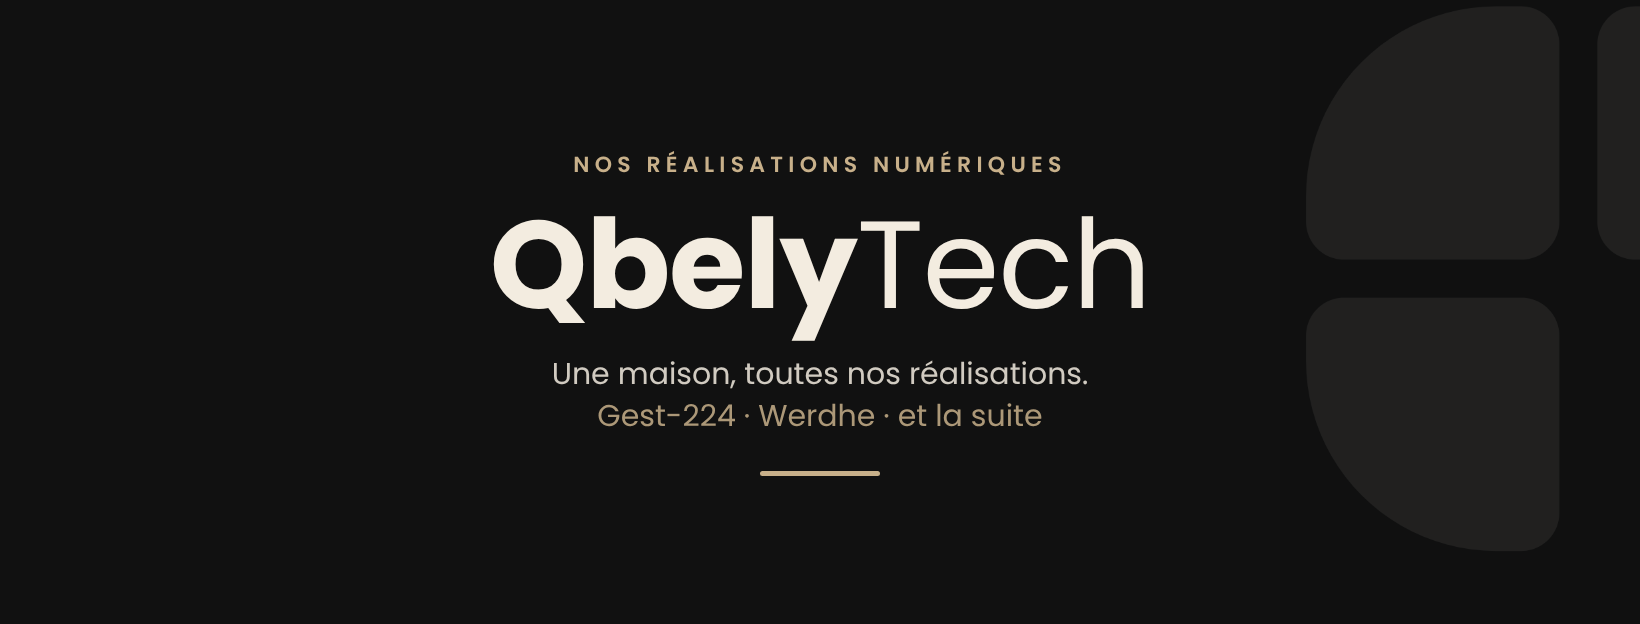 NOS RÉALISATIONS NUMÉRIQUES
QbelyTech
Une maison, toutes nos réalisations.
Gest-224 · Werdhe · et la suite